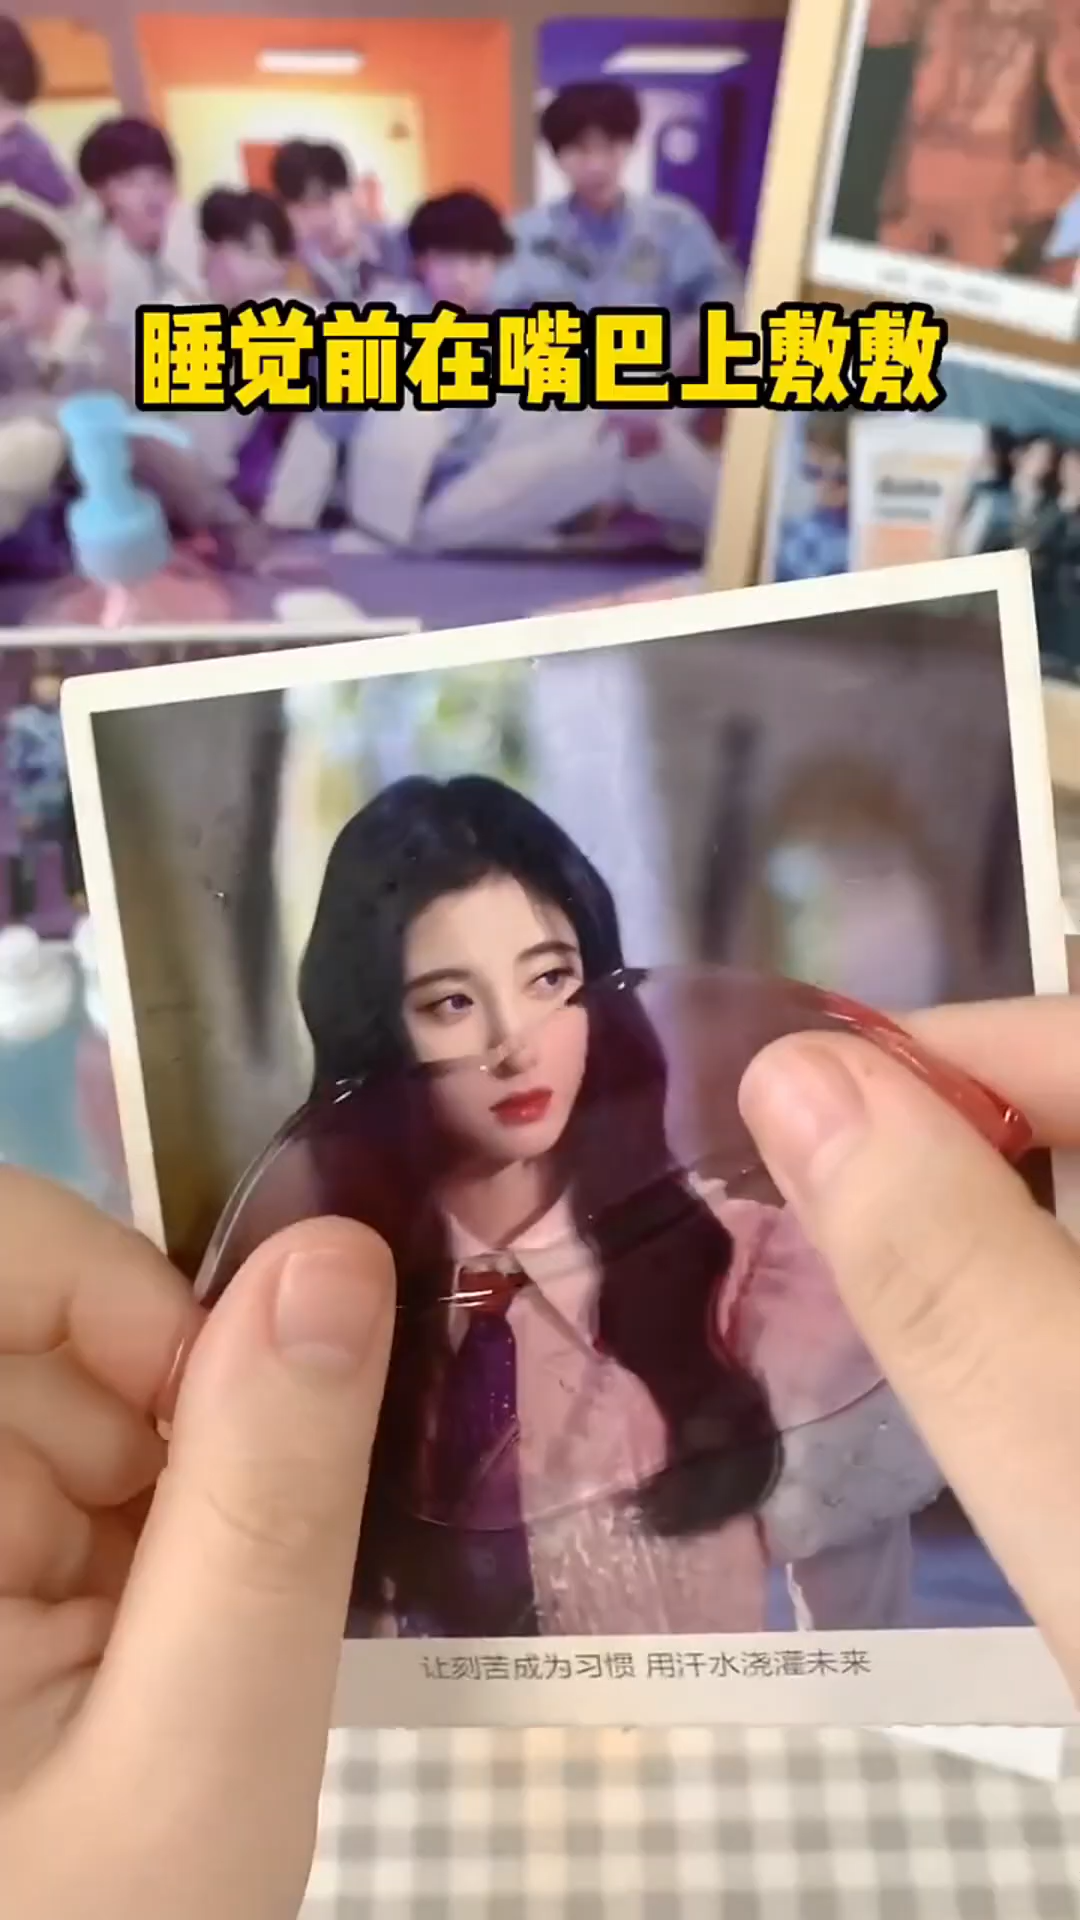 睡觉前在嘴巴上敷敷
让刻苦成为习惯 用汗水浇灌未来